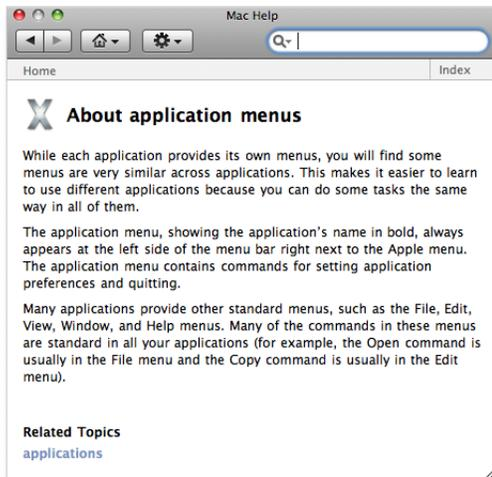 Mac Help
Home
Index
About application menus
While each application provides its own menus, you will find some
menus are very similar across applications. This makes it easier to learn
to use different applications because you can do some tasks the same
way in all of them.
The application menu, showing the application's name in bold, always
appears at the left side of the menu bar right next to the Apple menu.
The application menu contains commands for setting application
preferences and quitting.
Many applications provide other standard menus, such as the File, Edit,
View, Window, and Help menus. Many of the commands in these menus
are standard in all your applications (for example, the Open command is
usually in the File menu and the Copy command is usually in the Edit
menu).
Related Topics
applications